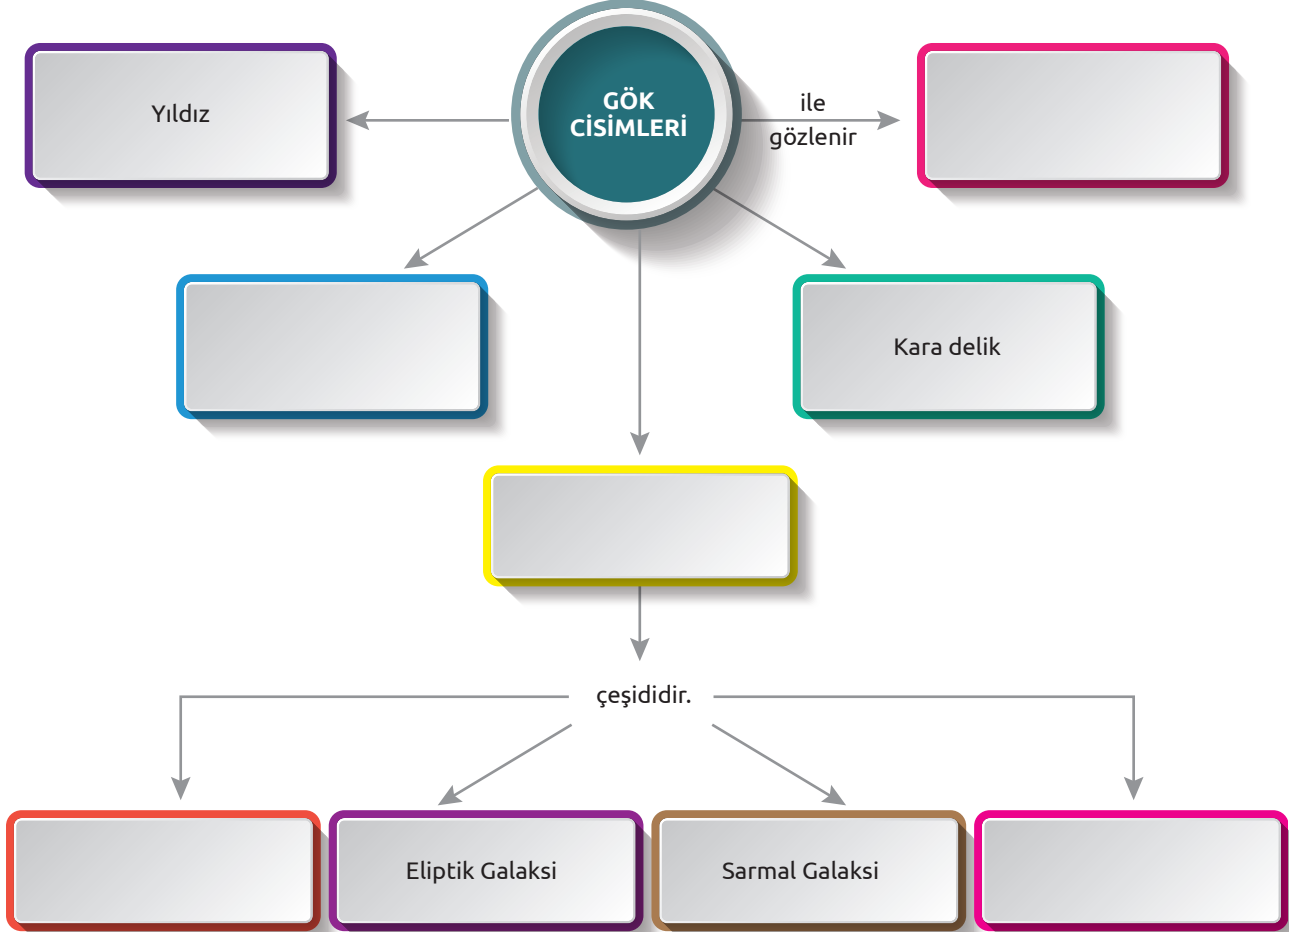 Yıldız
GÖK
CİSİMLERİ
ile
gözlenir
Kara delik
çeşididir.
Eliptik Galaksi
Sarmal Galaksi